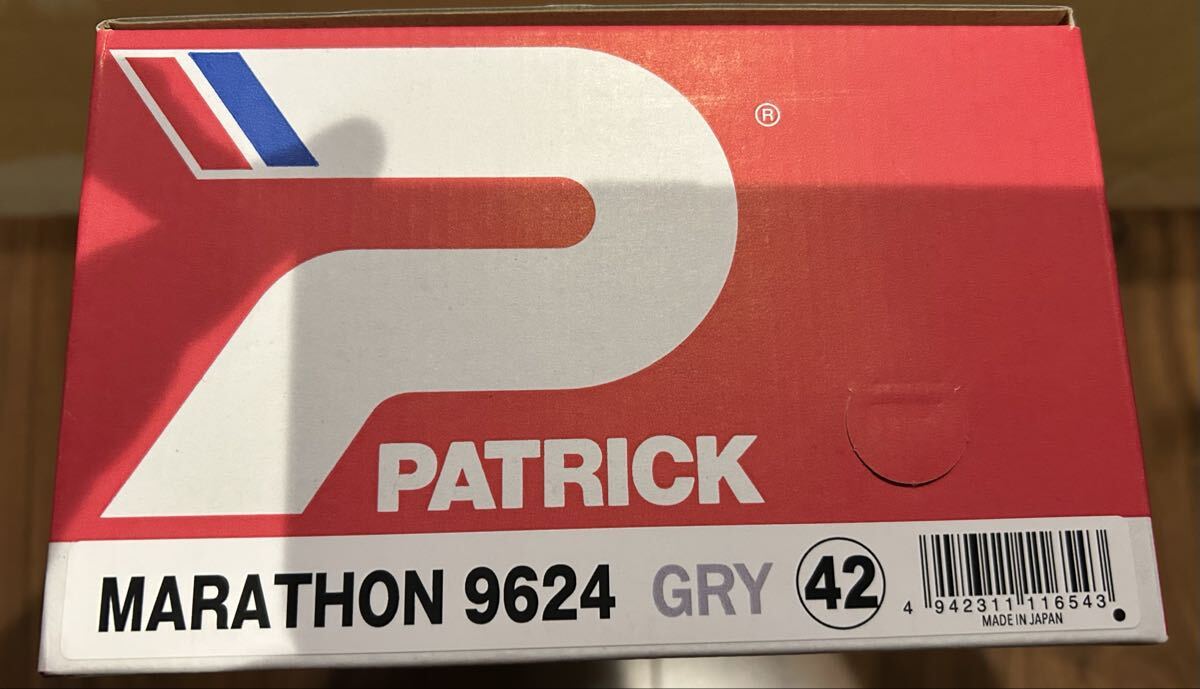 ®
PATRICK
MARATHON 9624 GRY 42
4 942311 116543
MADE IN JAPAN